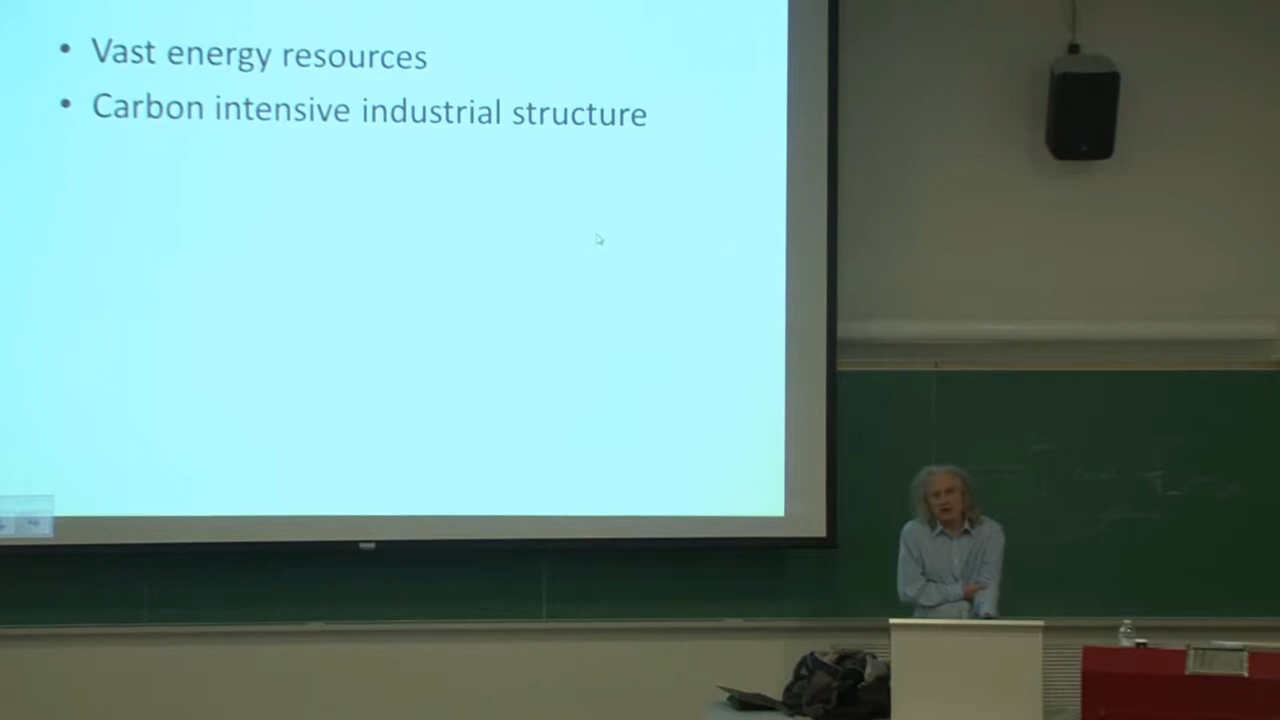 • Vast energy resources
• Carbon intensive industrial structure